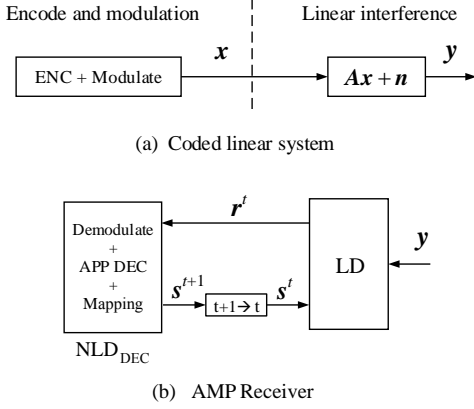 Encode and modulation
Linear interference
x
y
ENC + Modulate
Ax + n
(a) Coded linear system
r^t
y
Demodulate
+
APP DEC
+
Mapping
LD
s^{t+1}
s^t
t+1→t
NLD_DEC
(b) AMP Receiver